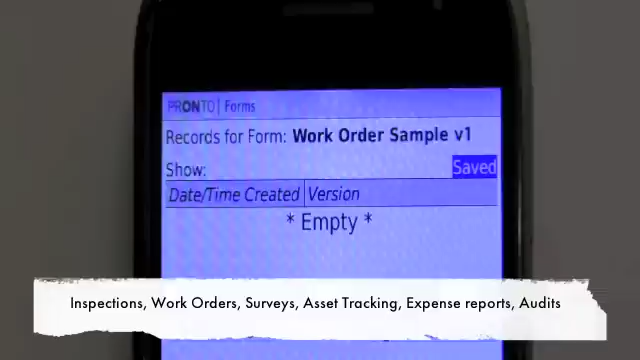 PRONTO | Forms
Records for Form: Work Order Sample v1
Show: Saved
Date/Time Created Version
* Empty *
Inspections, Work Orders, Surveys, Asset Tracking, Expense reports, Audits